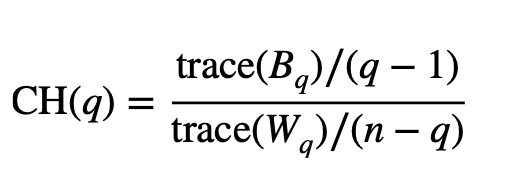 CH(q) = trace(B_q)/(q − 1) / trace(W_q)/(n − q)